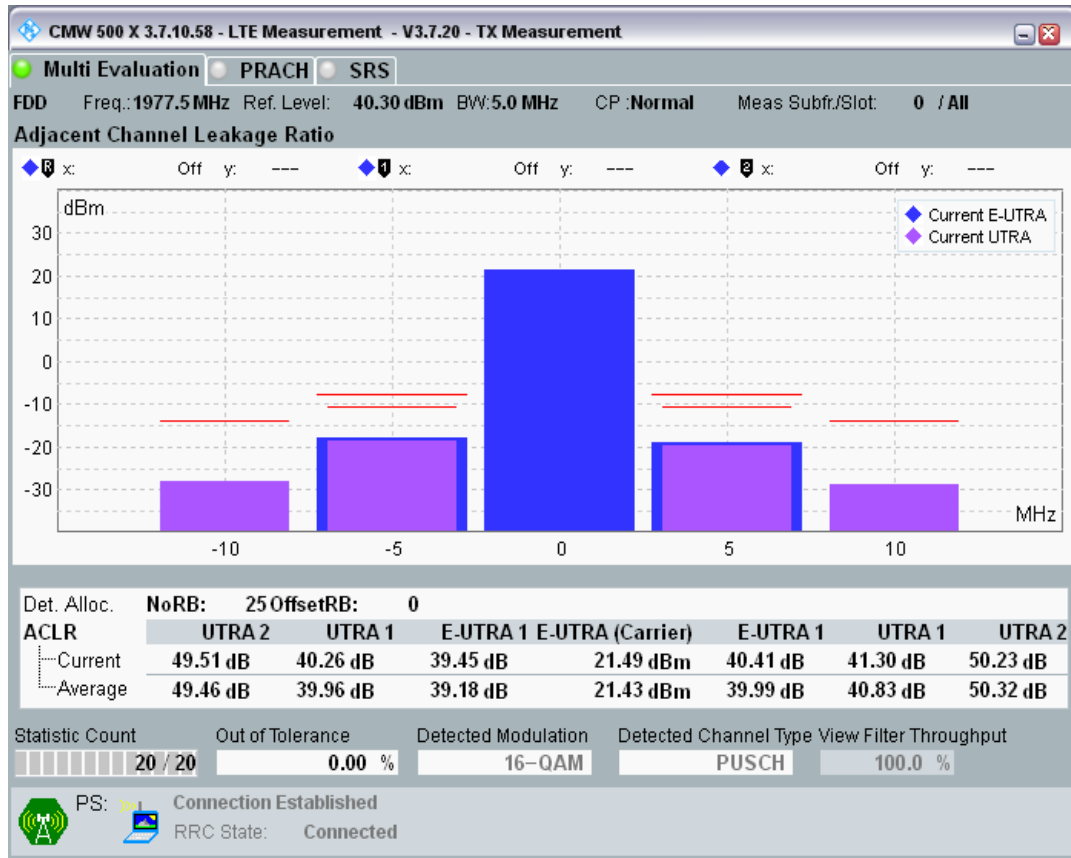 CMW 500 X 3.7.10.58 - LTE Measurement - V3.7.20 - TX Measurement
Multi Evaluation PRACH SRS
FDD Freq.:1977.5 MHz Ref. Level: 40.30 dBm BW:5.0 MHz CP :Normal Meas Subfr./Slot: 0 / All
Adjacent Channel Leakage Ratio
R x: Off y: --- 1 x: Off y: --- 2 x: Off y: ---
dBm
Current E-UTRA
Current UTRA
30
20
10
0
-10
-20
-30
MHz
-10 -5 0 5 10
Det. Alloc. NoRB: 25 OffsetRB: 0
ACLR UTRA 2 UTRA 1 E-UTRA 1 E-UTRA (Carrier) E-UTRA 1 UTRA 1 UTRA 2
Current 49.51 dB 40.26 dB 39.45 dB 21.49 dBm 40.41 dB 41.30 dB 50.23 dB
Average 49.46 dB 39.96 dB 39.18 dB 21.43 dBm 39.99 dB 40.83 dB 50.32 dB
Statistic Count Out of Tolerance Detected Modulation Detected Channel Type View Filter Throughput
20 / 20 0.00 % 16-QAM PUSCH 100.0 %
PS: Connection Established
RRC State: Connected